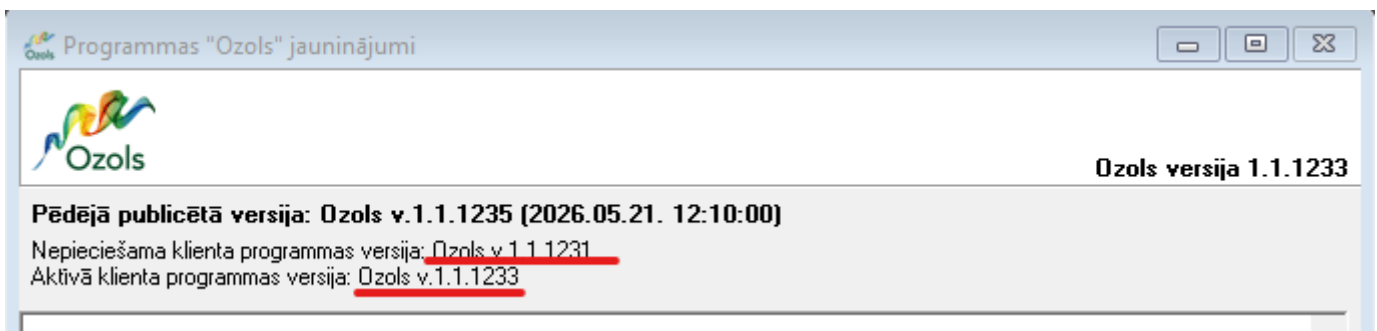 Ozols
Programmas "Ozols" jauninājumi
Ozols
Ozols versija 1.1.1233
Pēdējā publicētā versija: Ozols v.1.1.1235 (2026.05.21. 12:10:00)
Nepieciešama klienta programmas versija: Ozols v.1.1.1231
Aktīvā klienta programmas versija: Ozols v.1.1.1233